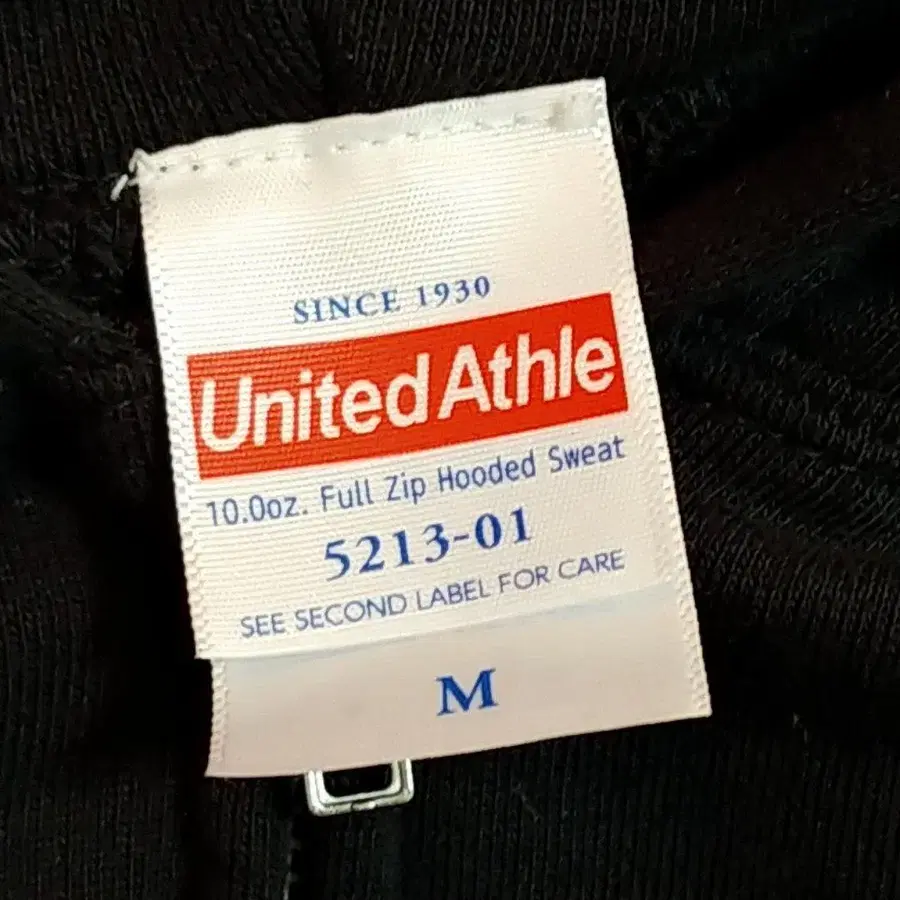 SINCE 1930
United Athle
10.0oz. Full Zip Hooded Sweat
5213-01
SEE SECOND LABEL FOR CARE
M